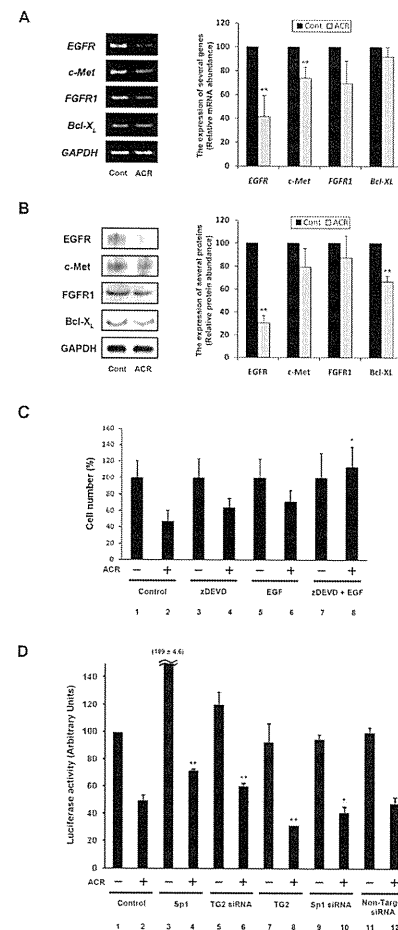 A
EGFR
c-Met
FGFR1
Bcl-XL
GAPDH
Cont ACR
The expression of several genes
(Relative mRNA abundance)
Cont ACR
120
100
80
60
40
20
0
**
**
EGFR c-Met FGFR1 Bcl-XL
B
EGFR
c-Met
FGFR1
Bcl-XL
GAPDH
Cont ACR
The expression of several proteins
(Relative protein abundance)
Cont ACR
120
100
80
60
40
20
0
**
**
EGFR c-Met FGFR1 Bcl-XL
C
Cell number (%)
160
140
120
100
80
60
40
20
0
*
ACR − + − + − + − +
Control zDEVD EGF zDEVD + EGF
1 2 3 4 5 6 7 8
D
Luciferase activity (Arbitrary Units)
140
120
100
80
60
40
20
0
(189 ± 4.6)
**
**
**
*
ACR − + − + − + − + − + − +
Control Sp1 TG2 siRNA TG2 Sp1 siRNA Non-Targ
siRNA
1 2 3 4 5 6 7 8 9 10 11 12